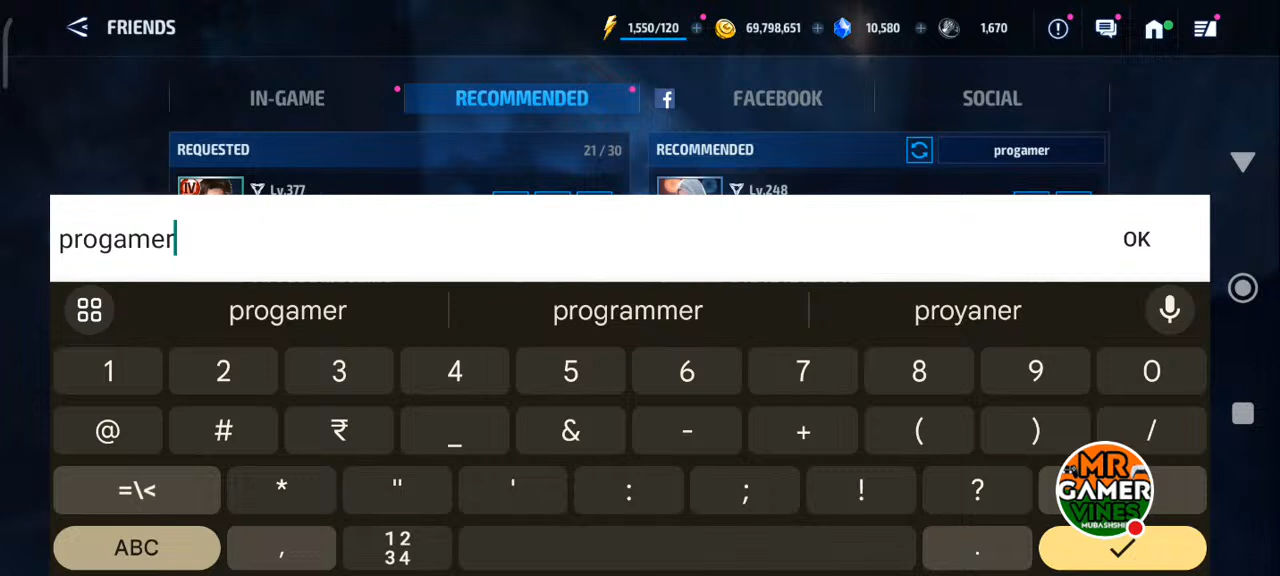 FRIENDS
1,550/120
69,798,651
10,580
1,670
IN-GAME
RECOMMENDED
FACEBOOK
SOCIAL
REQUESTED
21 / 30
RECOMMENDED
progamer
IV
Lv.377
Lv.248
progamer
OK
progamer
programmer
proyaner
1 2 3 4 5 6 7 8 9 0
@ # ₹ _ & - + ( ) /
=\< * " ' : ; ! ?
MR
GAMER
VINES
MUBASHSHIR
ABC , 12 .
34